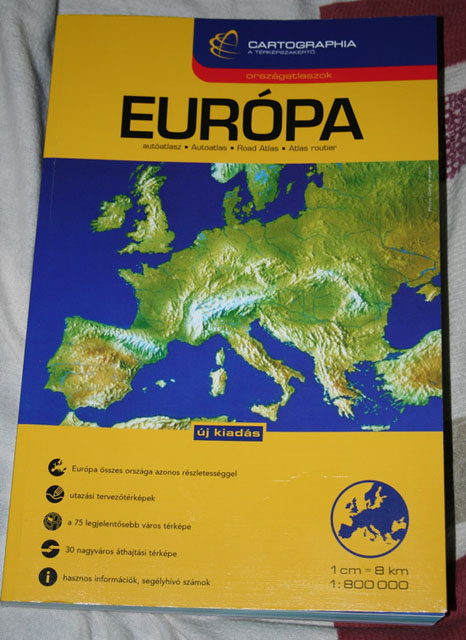 CARTOGRAPHIA
A TÉRKÉPSZAKÉRTŐ
országatlaszok
EURÓPA
autóatlasz ▪ Autoatlas ▪ Road Atlas ▪ Atlas routier
új kiadás
Európa összes országa azonos részletességgel
utazási tervezőtérképek
a 75 legjelentősebb város térképe
30 nagyváros áthajtási térképe
hasznos információk, segélyhívó számok
1 cm = 8 km
1: 800 000